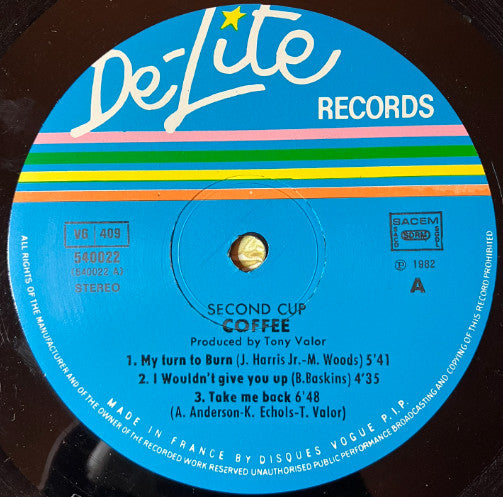 De-Lite
RECORDS
VG 409
540022
(540022 A)
STEREO
SACEM
SACD
SDRM
SGDL
℗ 1982
A
SECOND CUP
COFFEE
Produced by Tony Valor
1. My turn to Burn (J. Harris Jr.-M. Woods) 5'41
2. I Wouldn't give you up (B.Baskins) 4'35
3. Take me back 6'48
(A. Anderson-K. Echols-T. Valor)
MADE IN FRANCE BY DISQUES VOGUE P.I.P.
ALL RIGHTS OF THE MANUFACTURER AND OF THE OWNER OF THE RECORDED WORK RESERVED UNAUTHORISED PUBLIC PERFORMANCE BROADCASTING AND COPYING OF THIS RECORD PROHIBITED